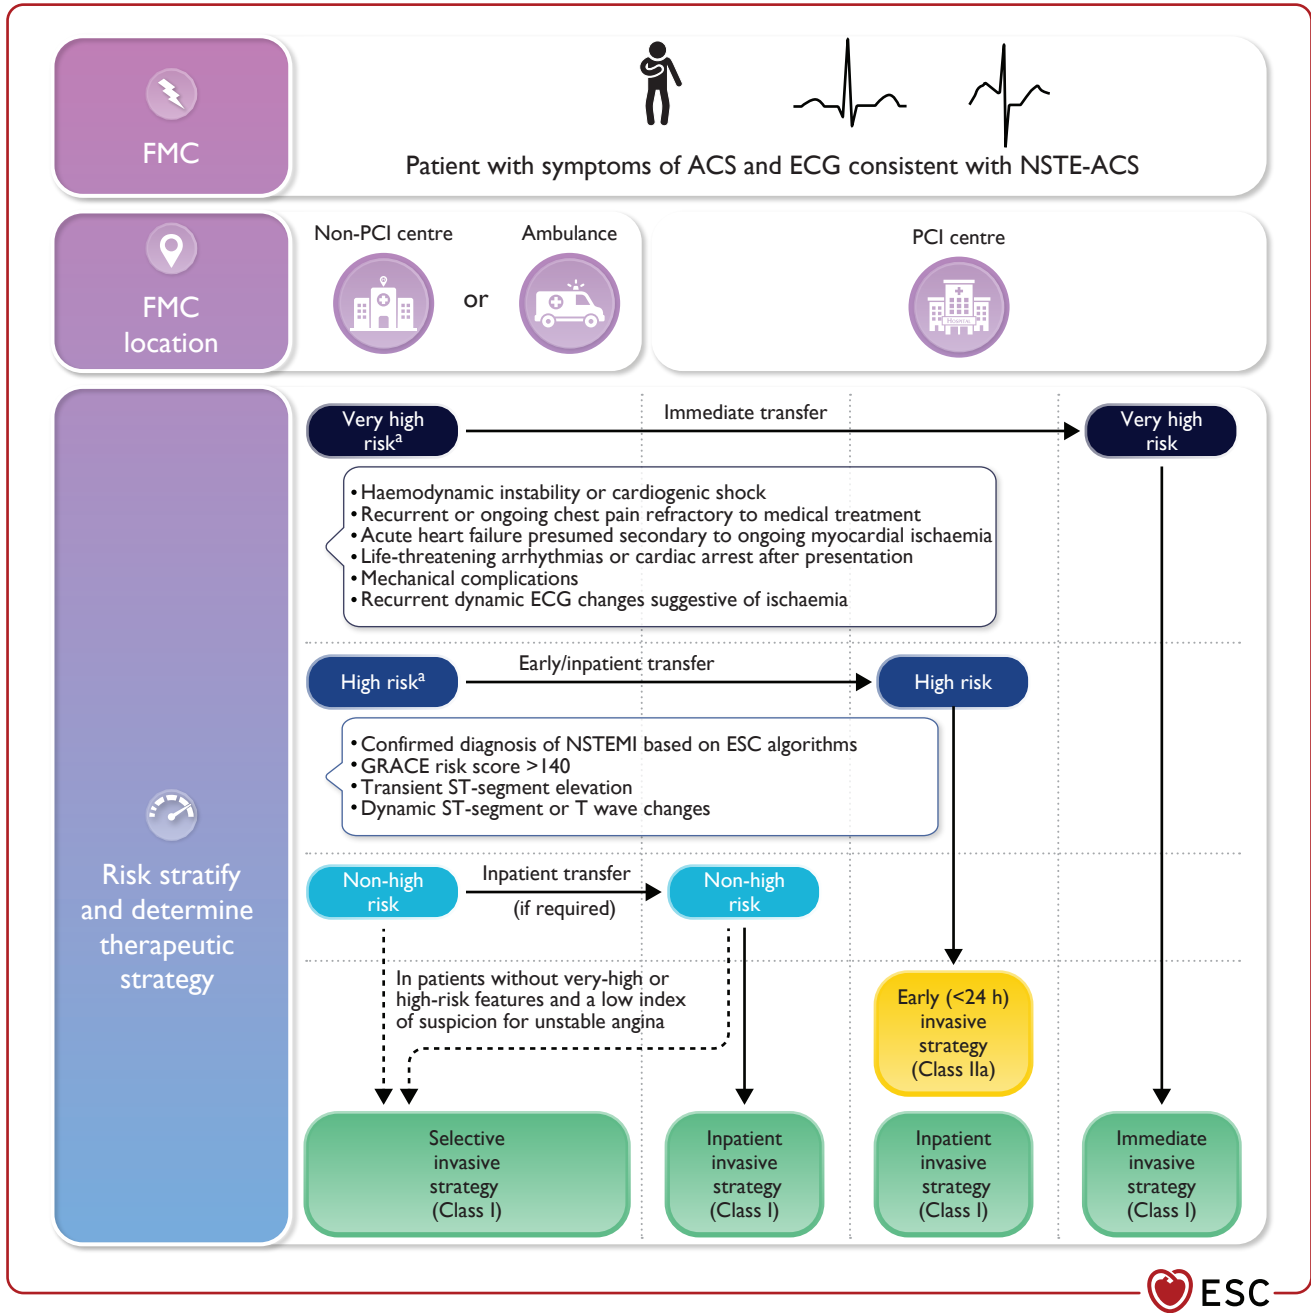 FMC
Patient with symptoms of ACS and ECG consistent with NSTE-ACS
FMC
location
Non-PCI centre
or
Ambulance
PCI centre
HOSPITAL
Risk stratify
and determine
therapeutic
strategy
Very high
riskᵃ
Immediate transfer
Very high
risk
• Haemodynamic instability or cardiogenic shock
• Recurrent or ongoing chest pain refractory to medical treatment
• Acute heart failure presumed secondary to ongoing myocardial ischaemia
• Life-threatening arrhythmias or cardiac arrest after presentation
• Mechanical complications
• Recurrent dynamic ECG changes suggestive of ischaemia
High riskᵃ
Early/inpatient transfer
High risk
• Confirmed diagnosis of NSTEMI based on ESC algorithms
• GRACE risk score >140
• Transient ST-segment elevation
• Dynamic ST-segment or T wave changes
Non-high
risk
Inpatient transfer
(if required)
Non-high
risk
In patients without very-high or
high-risk features and a low index
of suspicion for unstable angina
Early (<24 h)
invasive
strategy
(Class IIa)
Selective
invasive
strategy
(Class I)
Inpatient
invasive
strategy
(Class I)
Inpatient
invasive
strategy
(Class I)
Immediate
invasive
strategy
(Class I)
ESC